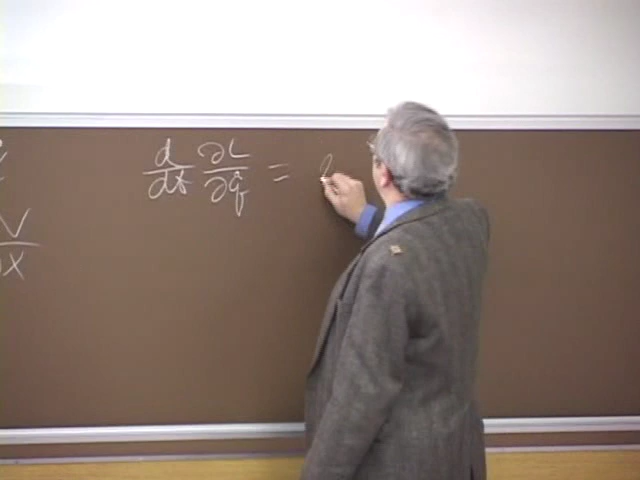 d/dt ∂L/∂q̇ = ∂
V
∂x